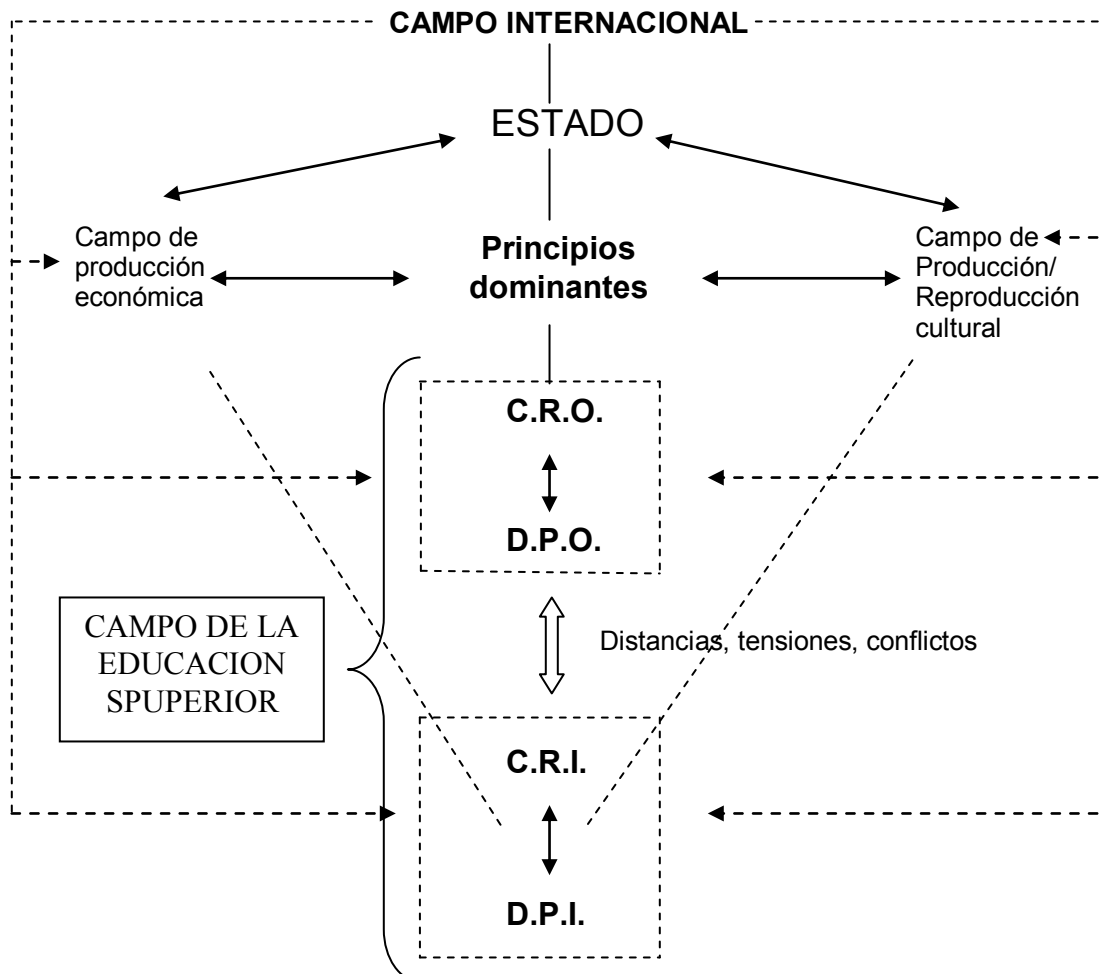 CAMPO INTERNACIONAL
ESTADO
Campo de
producción
económica
Principios
dominantes
Campo de
Producción/
Reproducción
cultural
C.R.O.
D.P.O.
Distancias, tensiones, conflictos
CAMPO DE LA
EDUCACION
SPUPERIOR
C.R.I.
D.P.I.